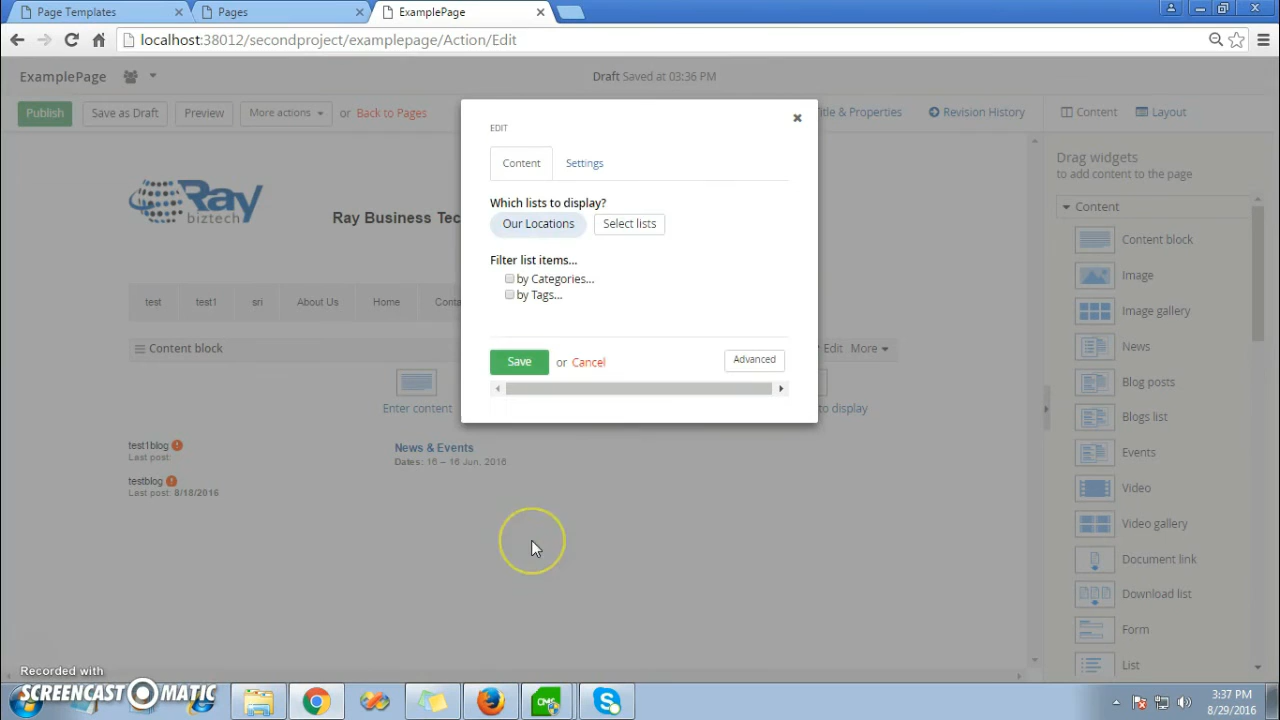 Page Templates
Pages
ExamplePage
localhost:38012/secondproject/examplepage/Action/Edit
ExamplePage
Draft Saved at 03:36 PM
Publish
Save as Draft
Preview
More actions
or Back to Pages
Title & Properties
Revision History
Content
Layout
EDIT
Content
Settings
Which lists to display?
Our Locations
Select lists
Filter list items...
by Categories...
by Tags...
Save
or Cancel
Advanced
Ray
biztech
Ray Business Tec
test
test1
sri
About Us
Home
Conta
Content block
Edit
More
Enter content
to display
test1blog
Last post:
testblog
Last post: 8/18/2016
News & Events
Dates: 16 – 16 Jun, 2016
Drag widgets
to add content to the page
Content
Content block
Image
Image gallery
News
Blog posts
Blogs list
Events
Video
Video gallery
Document link
Download list
Form
List
Recorded with
SCREENCAST MATIC
CMS
3:37 PM
8/29/2016